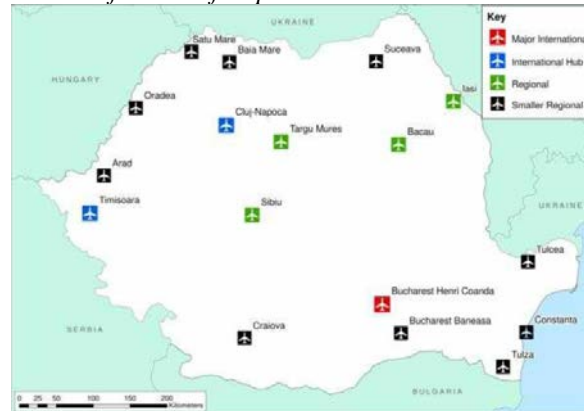 UKRAINE
Key
Major International
International Hub
Regional
Smaller Regional
Satu Mare
Baia Mare
Suceava
HUNGARY
Oradea
Iasi
Cluj-Napoca
Targu Mures
Bacau
Arad
Timisoara
Sibiu
UKRAINE
Tulcea
Bucharest Henri Coanda
SERBIA
Craiova
Bucharest Baneasa
Constanta
Tulza
BULGARIA
0 25 50 100 150 200
Kilometers